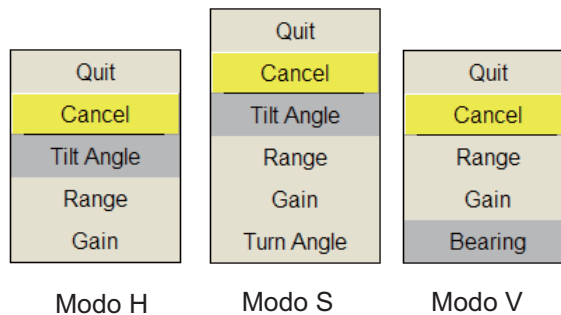 Quit
Cancel
Tilt Angle
Range
Gain
Modo H
Quit
Cancel
Tilt Angle
Range
Gain
Turn Angle
Modo S
Quit
Cancel
Range
Gain
Bearing
Modo V